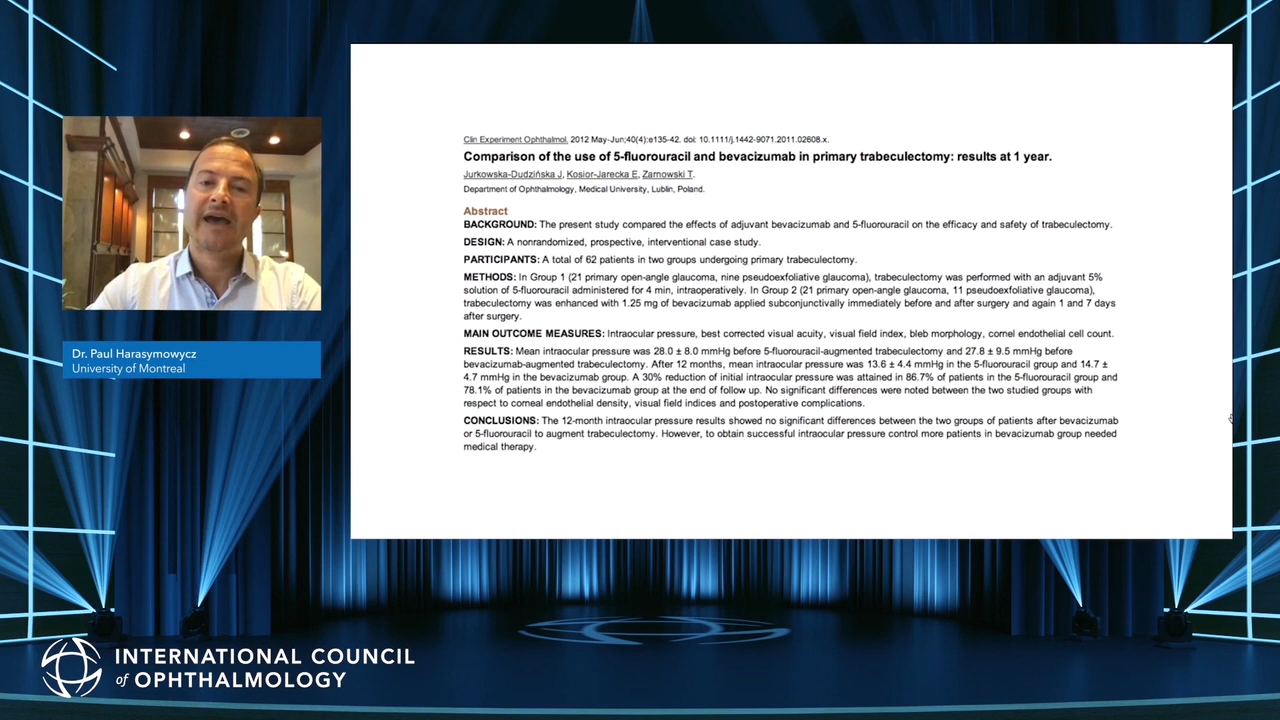 Clin Experiment Ophthalmol. 2012 May-Jun;40(4):e135-42. doi: 10.1111/j.1442-9071.2011.02608.x.
Comparison of the use of 5-fluorouracil and bevacizumab in primary trabeculectomy: results at 1 year.
Jurkowska-Dudzińska J, Kosior-Jarecka E, Zarnowski T.
Department of Ophthalmology, Medical University, Lublin, Poland.
Abstract
BACKGROUND: The present study compared the effects of adjuvant bevacizumab and 5-fluorouracil on the efficacy and safety of trabeculectomy.
DESIGN: A nonrandomized, prospective, interventional case study.
PARTICIPANTS: A total of 62 patients in two groups undergoing primary trabeculectomy.
METHODS: In Group 1 (21 primary open-angle glaucoma, nine pseudoexfoliative glaucoma), trabeculectomy was performed with an adjuvant 5%
solution of 5-fluorouracil administered for 4 min, intraoperatively. In Group 2 (21 primary open-angle glaucoma, 11 pseudoexfoliative glaucoma),
trabeculectomy was enhanced with 1.25 mg of bevacizumab applied subconjunctivally immediately before and after surgery and again 1 and 7 days
after surgery.
MAIN OUTCOME MEASURES: Intraocular pressure, best corrected visual acuity, visual field index, bleb morphology, cornel endothelial cell count.
RESULTS: Mean intraocular pressure was 28.0 ± 8.0 mmHg before 5-fluorouracil-augmented trabeculectomy and 27.8 ± 9.5 mmHg before
bevacizumab-augmented trabeculectomy. After 12 months, mean intraocular pressure was 13.6 ± 4.4 mmHg in the 5-fluorouracil group and 14.7 ±
4.7 mmHg in the bevacizumab group. A 30% reduction of initial intraocular pressure was attained in 86.7% of patients in the 5-fluorouracil group and
78.1% of patients in the bevacizumab group at the end of follow up. No significant differences were noted between the two studied groups with
respect to corneal endothelial density, visual field indices and postoperative complications.
CONCLUSIONS: The 12-month intraocular pressure results showed no significant differences between the two groups of patients after bevacizumab
or 5-fluorouracil to augment trabeculectomy. However, to obtain successful intraocular pressure control more patients in bevacizumab group needed
medical therapy.
Dr. Paul Harasymowycz
University of Montreal
INTERNATIONAL COUNCIL
of OPHTHALMOLOGY